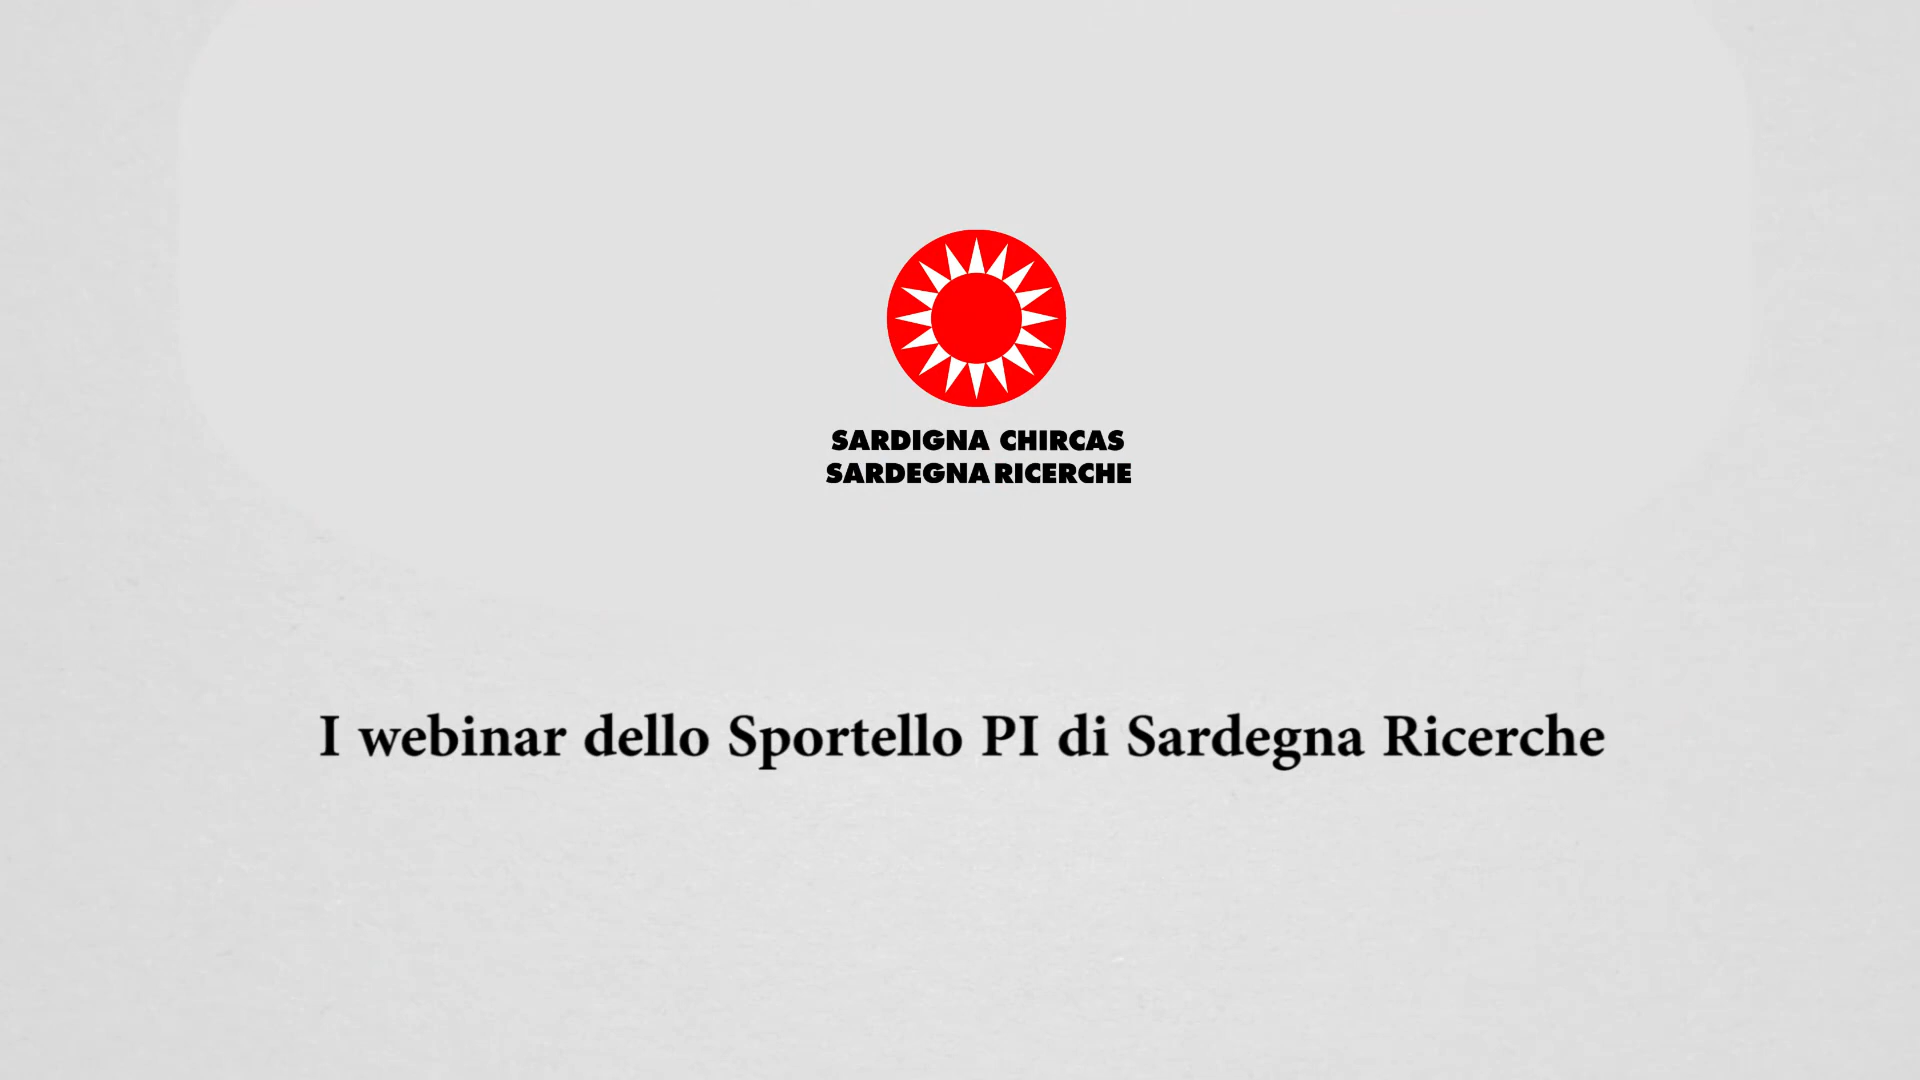 SARDIGNA CHIRCAS
SARDEGNA RICERCHE
I webinar dello Sportello PI di Sardegna Ricerche